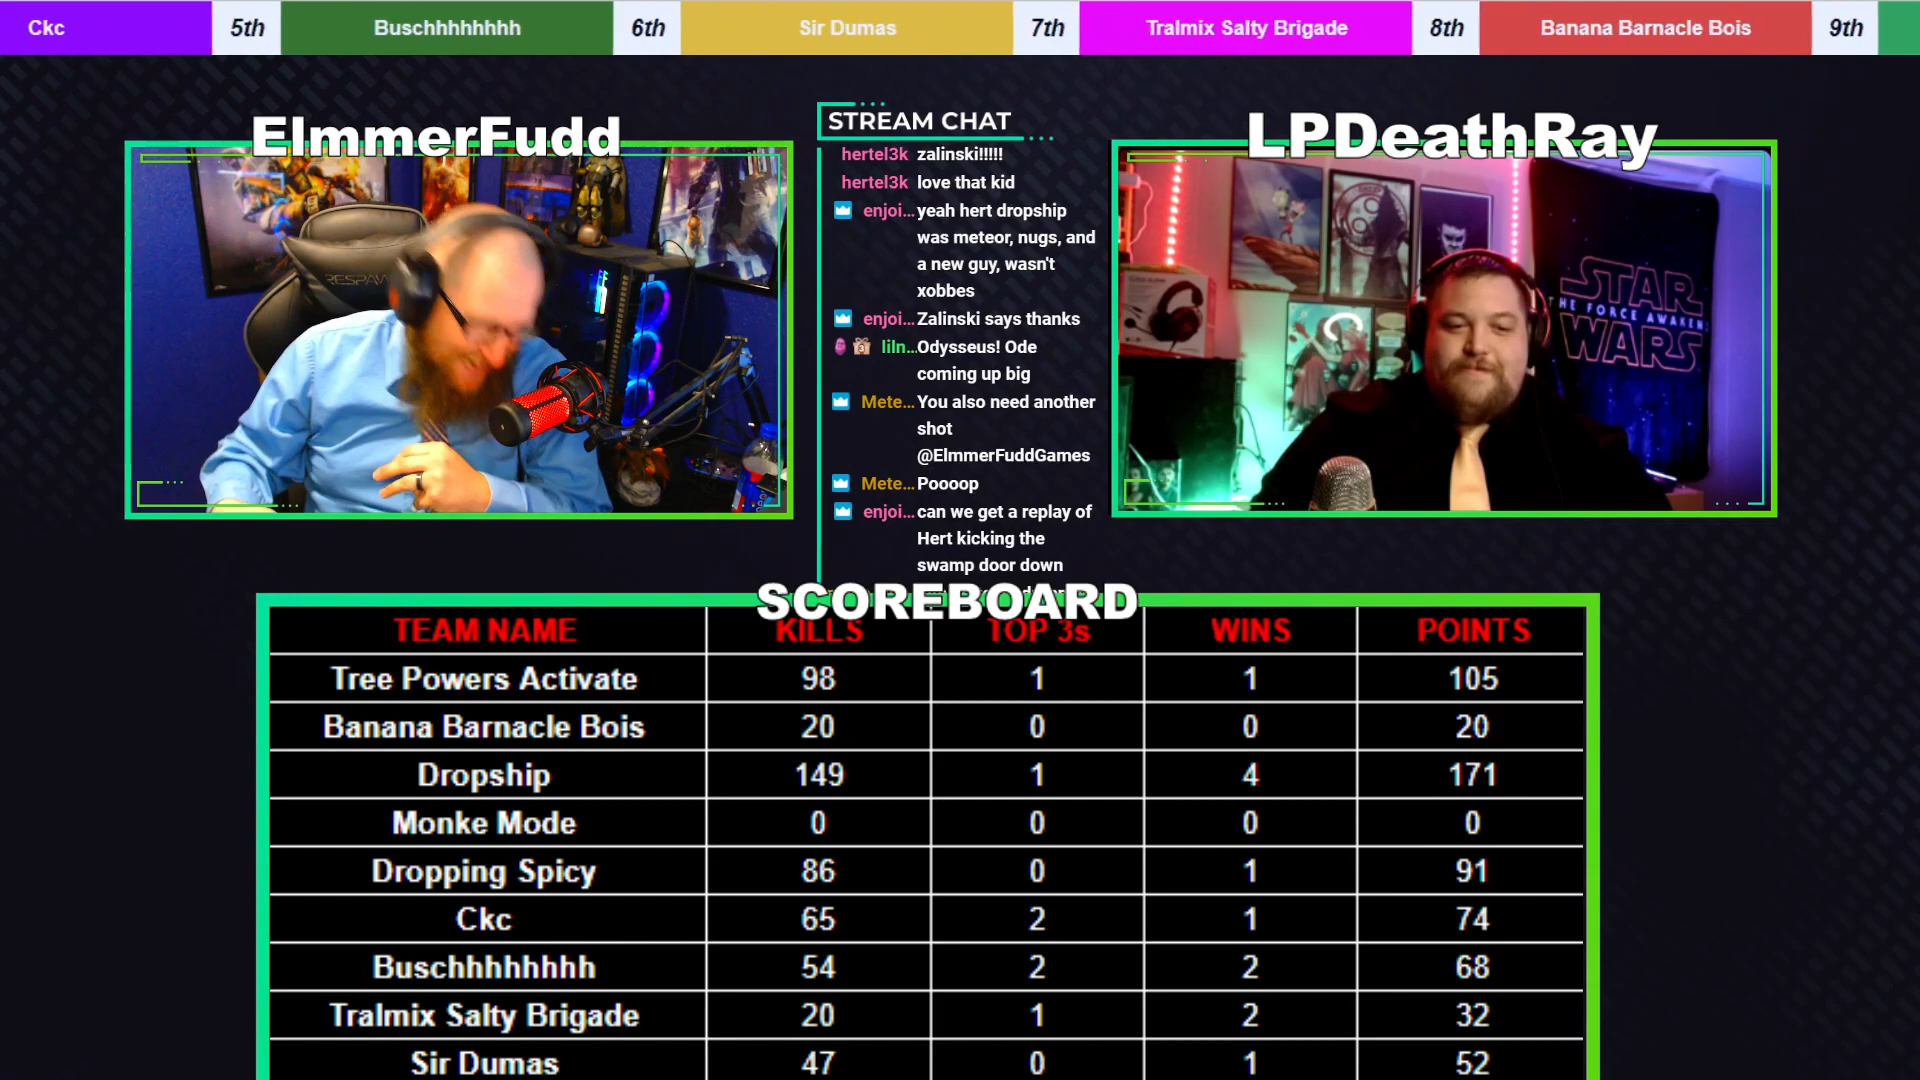 Ckc 5th Buschhhhhhhh 6th Sir Dumas 7th Tralmix Salty Brigade 8th Banana Barnacle Bois 9th
ElmmerFudd
STREAM CHAT
LPDeathRay
hertel3k zalinski!!!!!
hertel3k love that kid
enjoi... yeah hert dropship
was meteor, nugs, and
a new guy, wasn't
xobbes
enjoi... Zalinski says thanks
liln... Odysseus! Ode
coming up big
Mete... You also need another
shot
@ElmmerFuddGames
Mete... Poooop
enjoi... can we get a replay of
Hert kicking the
swamp door down
RESPAW
STAR
THE FORCE AWAKENS
WARS
SCOREBOARD
TEAM NAME KILLS TOP 3s WINS POINTS
Tree Powers Activate 98 1 1 105
Banana Barnacle Bois 20 0 0 20
Dropship 149 1 4 171
Monke Mode 0 0 0 0
Dropping Spicy 86 0 1 91
Ckc 65 2 1 74
Buschhhhhhhh 54 2 2 68
Tralmix Salty Brigade 20 1 2 32
Sir Dumas 47 0 1 52